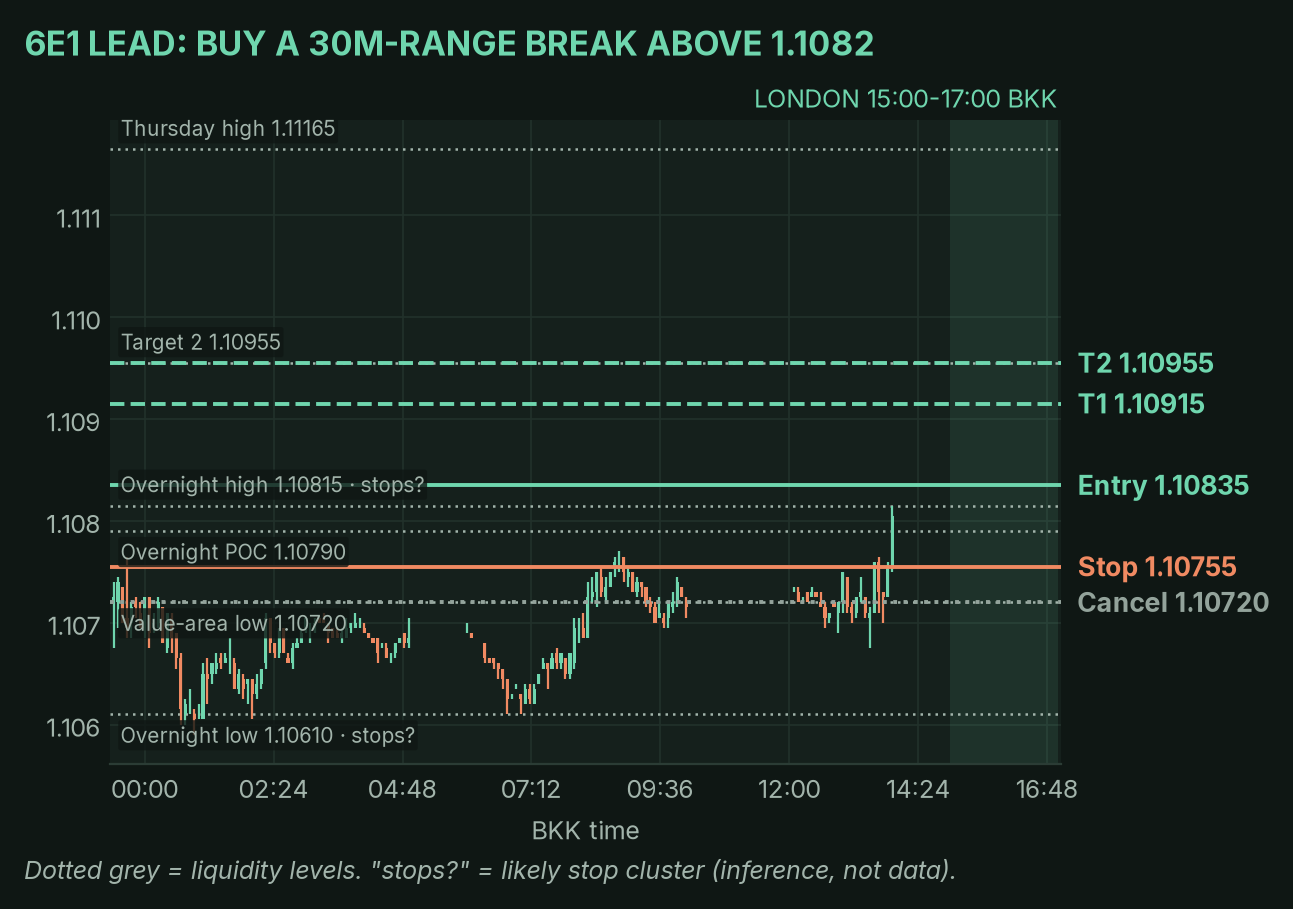 6E1 LEAD: BUY A 30M-RANGE BREAK ABOVE 1.1082
LONDON 15:00-17:00 BKK
Thursday high 1.11165
1.111
1.110
Target 2 1.10955
T2 1.10955
T1 1.10915
1.109
Overnight high 1.10815 · stops?
Entry 1.10835
1.108
Overnight POC 1.10790
Stop 1.10755
Cancel 1.10720
1.107
Value-area low 1.10720
1.106
Overnight low 1.10610 · stops?
00:00 02:24 04:48 07:12 09:36 12:00 14:24 16:48
BKK time
Dotted grey = liquidity levels. "stops?" = likely stop cluster (inference, not data).